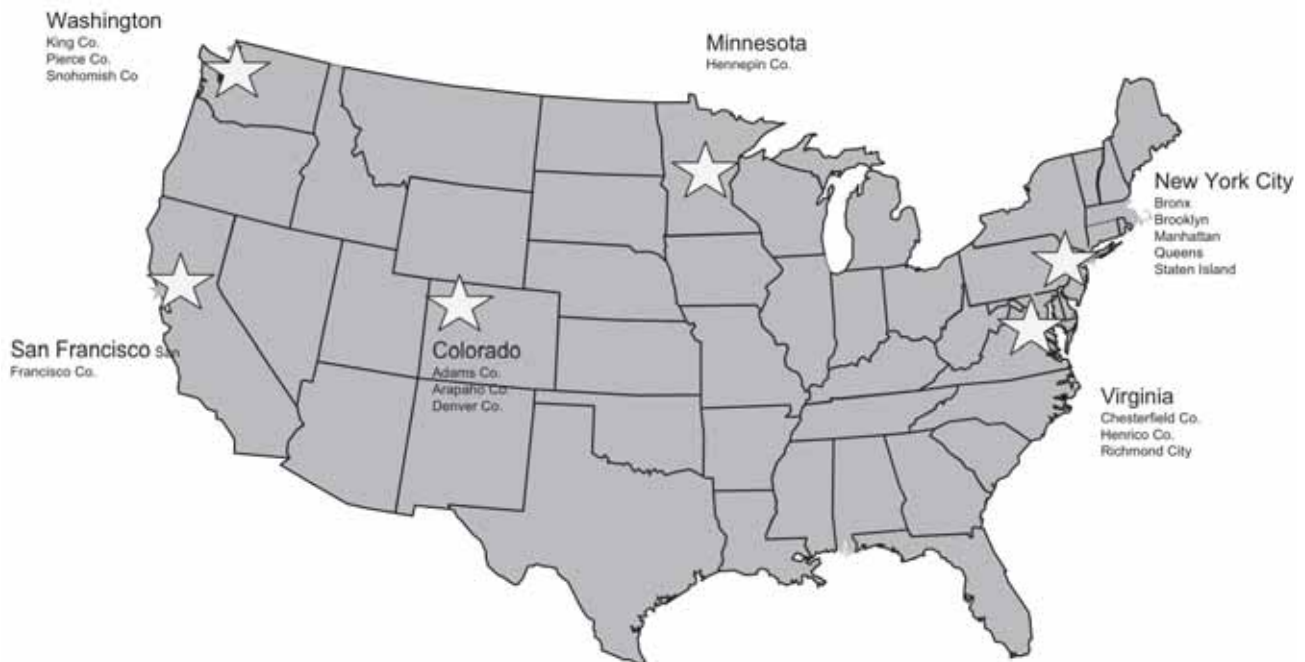 Washington
King Co.
Pierce Co.
Snohomish Co
Minnesota
Hennepin Co.
New York City
Bronx
Brooklyn
Manhattan
Queens
Staten Island
San Francisco San
Francisco Co.
Colorado
Adams Co.
Arapaho Co.
Denver Co.
Virginia
Chesterfield Co.
Henrico Co.
Richmond City